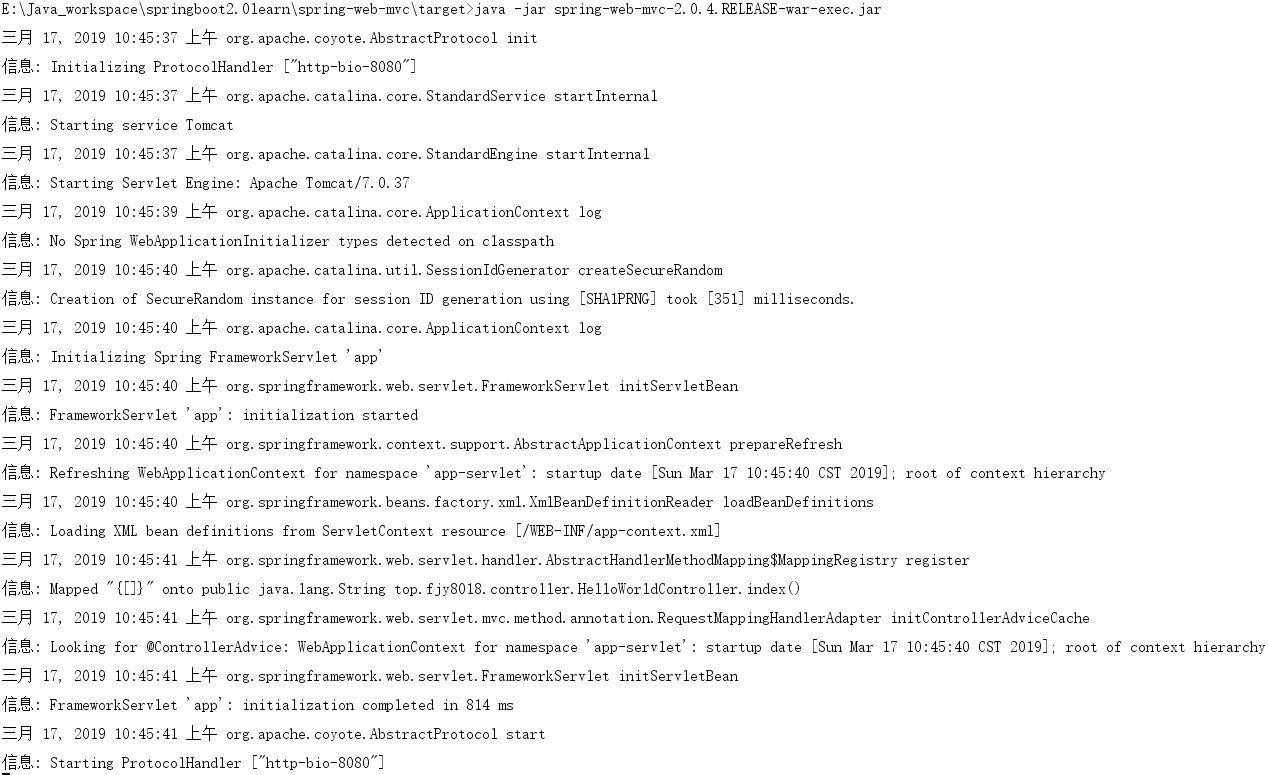 E:\Java_workspace\springboot2.0learn\spring-web-mvc\target>java -jar spring-web-mvc-2.0.4.RELEASE-war-exec.jar
三月 17, 2019 10:45:37 上午 org.apache.coyote.AbstractProtocol init
信息: Initializing ProtocolHandler ["http-bio-8080"]
三月 17, 2019 10:45:37 上午 org.apache.catalina.core.StandardService startInternal
信息: Starting service Tomcat
三月 17, 2019 10:45:37 上午 org.apache.catalina.core.StandardEngine startInternal
信息: Starting Servlet Engine: Apache Tomcat/7.0.37
三月 17, 2019 10:45:39 上午 org.apache.catalina.core.ApplicationContext log
信息: No Spring WebApplicationInitializer types detected on classpath
三月 17, 2019 10:45:40 上午 org.apache.catalina.util.SessionIdGenerator createSecureRandom
信息: Creation of SecureRandom instance for session ID generation using [SHA1PRNG] took [351] milliseconds.
三月 17, 2019 10:45:40 上午 org.apache.catalina.core.ApplicationContext log
信息: Initializing Spring FrameworkServlet 'app'
三月 17, 2019 10:45:40 上午 org.springframework.web.servlet.FrameworkServlet initServletBean
信息: FrameworkServlet 'app': initialization started
三月 17, 2019 10:45:40 上午 org.springframework.context.support.AbstractApplicationContext prepareRefresh
信息: Refreshing WebApplicationContext for namespace 'app-servlet': startup date [Sun Mar 17 10:45:40 CST 2019]; root of context hierarchy
三月 17, 2019 10:45:40 上午 org.springframework.beans.factory.xml.XmlBeanDefinitionReader loadBeanDefinitions
信息: Loading XML bean definitions from ServletContext resource [/WEB-INF/app-context.xml]
三月 17, 2019 10:45:41 上午 org.springframework.web.servlet.handler.AbstractHandlerMethodMapping$MappingRegistry register
信息: Mapped "{[]}" onto public java.lang.String top.fjy8018.controller.HelloWorldController.index()
三月 17, 2019 10:45:41 上午 org.springframework.web.servlet.mvc.method.annotation.RequestMappingHandlerAdapter initControllerAdviceCache
信息: Looking for @ControllerAdvice: WebApplicationContext for namespace 'app-servlet': startup date [Sun Mar 17 10:45:40 CST 2019]; root of context hierarchy
三月 17, 2019 10:45:41 上午 org.springframework.web.servlet.FrameworkServlet initServletBean
信息: FrameworkServlet 'app': initialization completed in 814 ms
三月 17, 2019 10:45:41 上午 org.apache.coyote.AbstractProtocol start
信息: Starting ProtocolHandler ["http-bio-8080"]